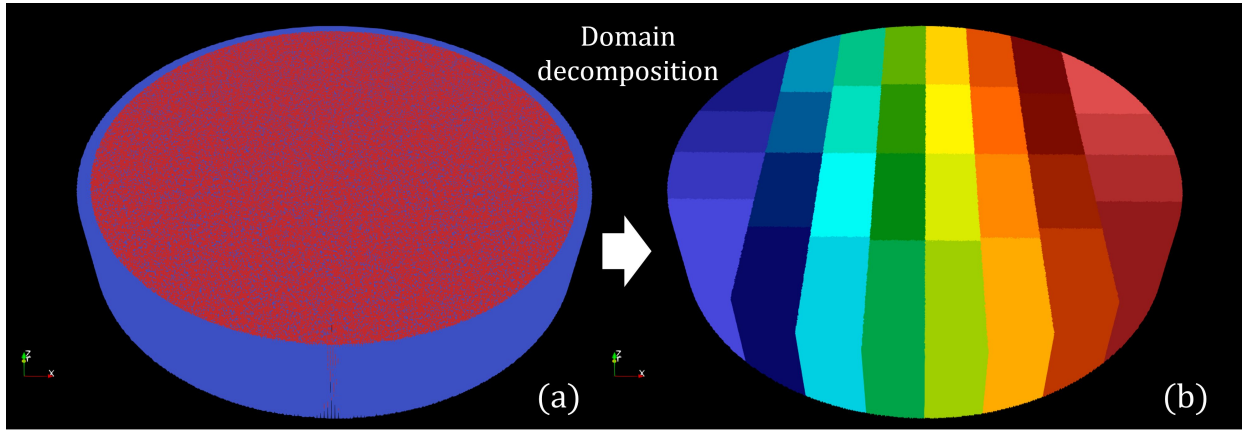 Domain
decomposition
Z
Y
X
(a)
Z
Y
X
(b)